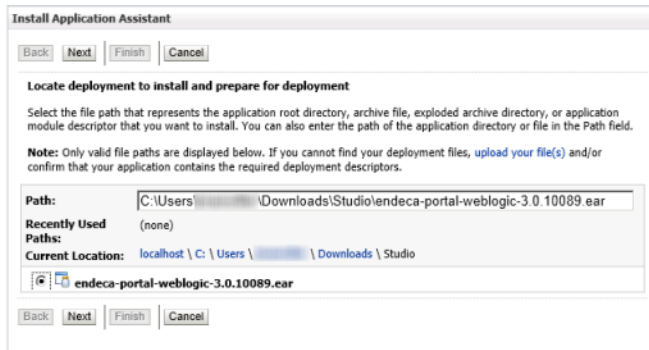 Install Application Assistant
Back Next Finish Cancel
Locate deployment to install and prepare for deployment
Select the file path that represents the application root directory, archive file, exploded archive directory, or application
module descriptor that you want to install. You can also enter the path of the application directory or file in the Path field.
Note: Only valid file paths are displayed below. If you cannot find your deployment files, upload your file(s) and/or
confirm that your application contains the required deployment descriptors.
Path: C:\Users\ \Downloads\Studio\endeca-portal-weblogic-3.0.10089.ear
Recently Used (none)
Paths:
Current Location: localhost \ C: \ Users \ \ Downloads \ Studio
endeca-portal-weblogic-3.0.10089.ear
Back Next Finish Cancel